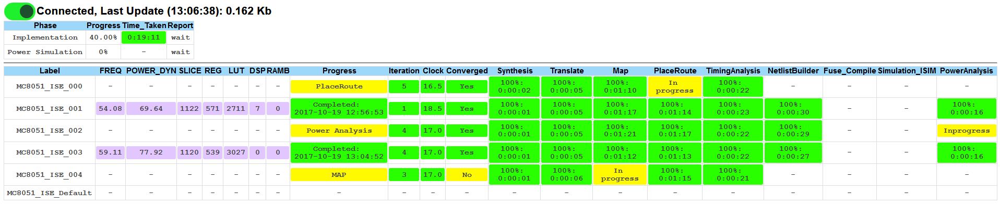 Connected, Last Update (13:06:38): 0.162 Kb
Phase Progress Time_Taken Report
Implementation 40.00% 0:19:11 wait
Power Simulation 0% - wait
Label FREQ POWER_DYN SLICE REG LUT DSP RAMB Progress Iteration Clock Converged Synthesis Translate Map PlaceRoute TimingAnalysis NetlistBuilder Fuse_Compile Simulation_ISIM PowerAnalysis
MC8051_ISE_000 - - - - - - - PlaceRoute 5 16.5 Yes 100%: 0:00:02 100%: 0:00:05 100%: 0:01:10 In progress 100%: 0:00:22 - - - -
MC8051_ISE_001 54.08 69.64 1122 571 2711 7 0 Completed: 2017-10-19 12:56:53 1 18.5 Yes 100%: 0:00:01 100%: 0:00:05 100%: 0:01:17 100%: 0:01:14 100%: 0:00:23 100%: 0:00:30 - - 100%: 0:00:16
MC8051_ISE_002 - - - - - - - Power Analysis 4 17.0 Yes 100%: 0:00:01 100%: 0:00:05 100%: 0:01:21 100%: 0:01:17 100%: 0:00:22 100%: 0:00:29 - - Inprogress
MC8051_ISE_003 59.11 77.92 1120 539 3027 0 0 Completed: 2017-10-19 13:04:52 4 17.0 Yes 100%: 0:00:01 100%: 0:00:05 100%: 0:01:12 100%: 0:01:13 100%: 0:00:22 100%: 0:00:27 - - 100%: 0:00:16
MC8051_ISE_004 - - - - - - - MAP 3 17.0 No 100%: 0:00:01 100%: 0:00:06 In progress 100%: 0:01:15 100%: 0:00:21 - - - -
MC8051_ISE_Default - - - - - - - - - - - - - - - - - - - -